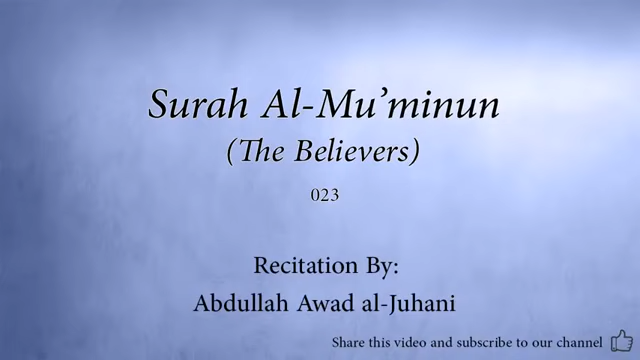 Surah Al-Mu’minun
(The Believers)
023
Recitation By:
Abdullah Awad al-Juhani
Share this video and subscribe to our channel